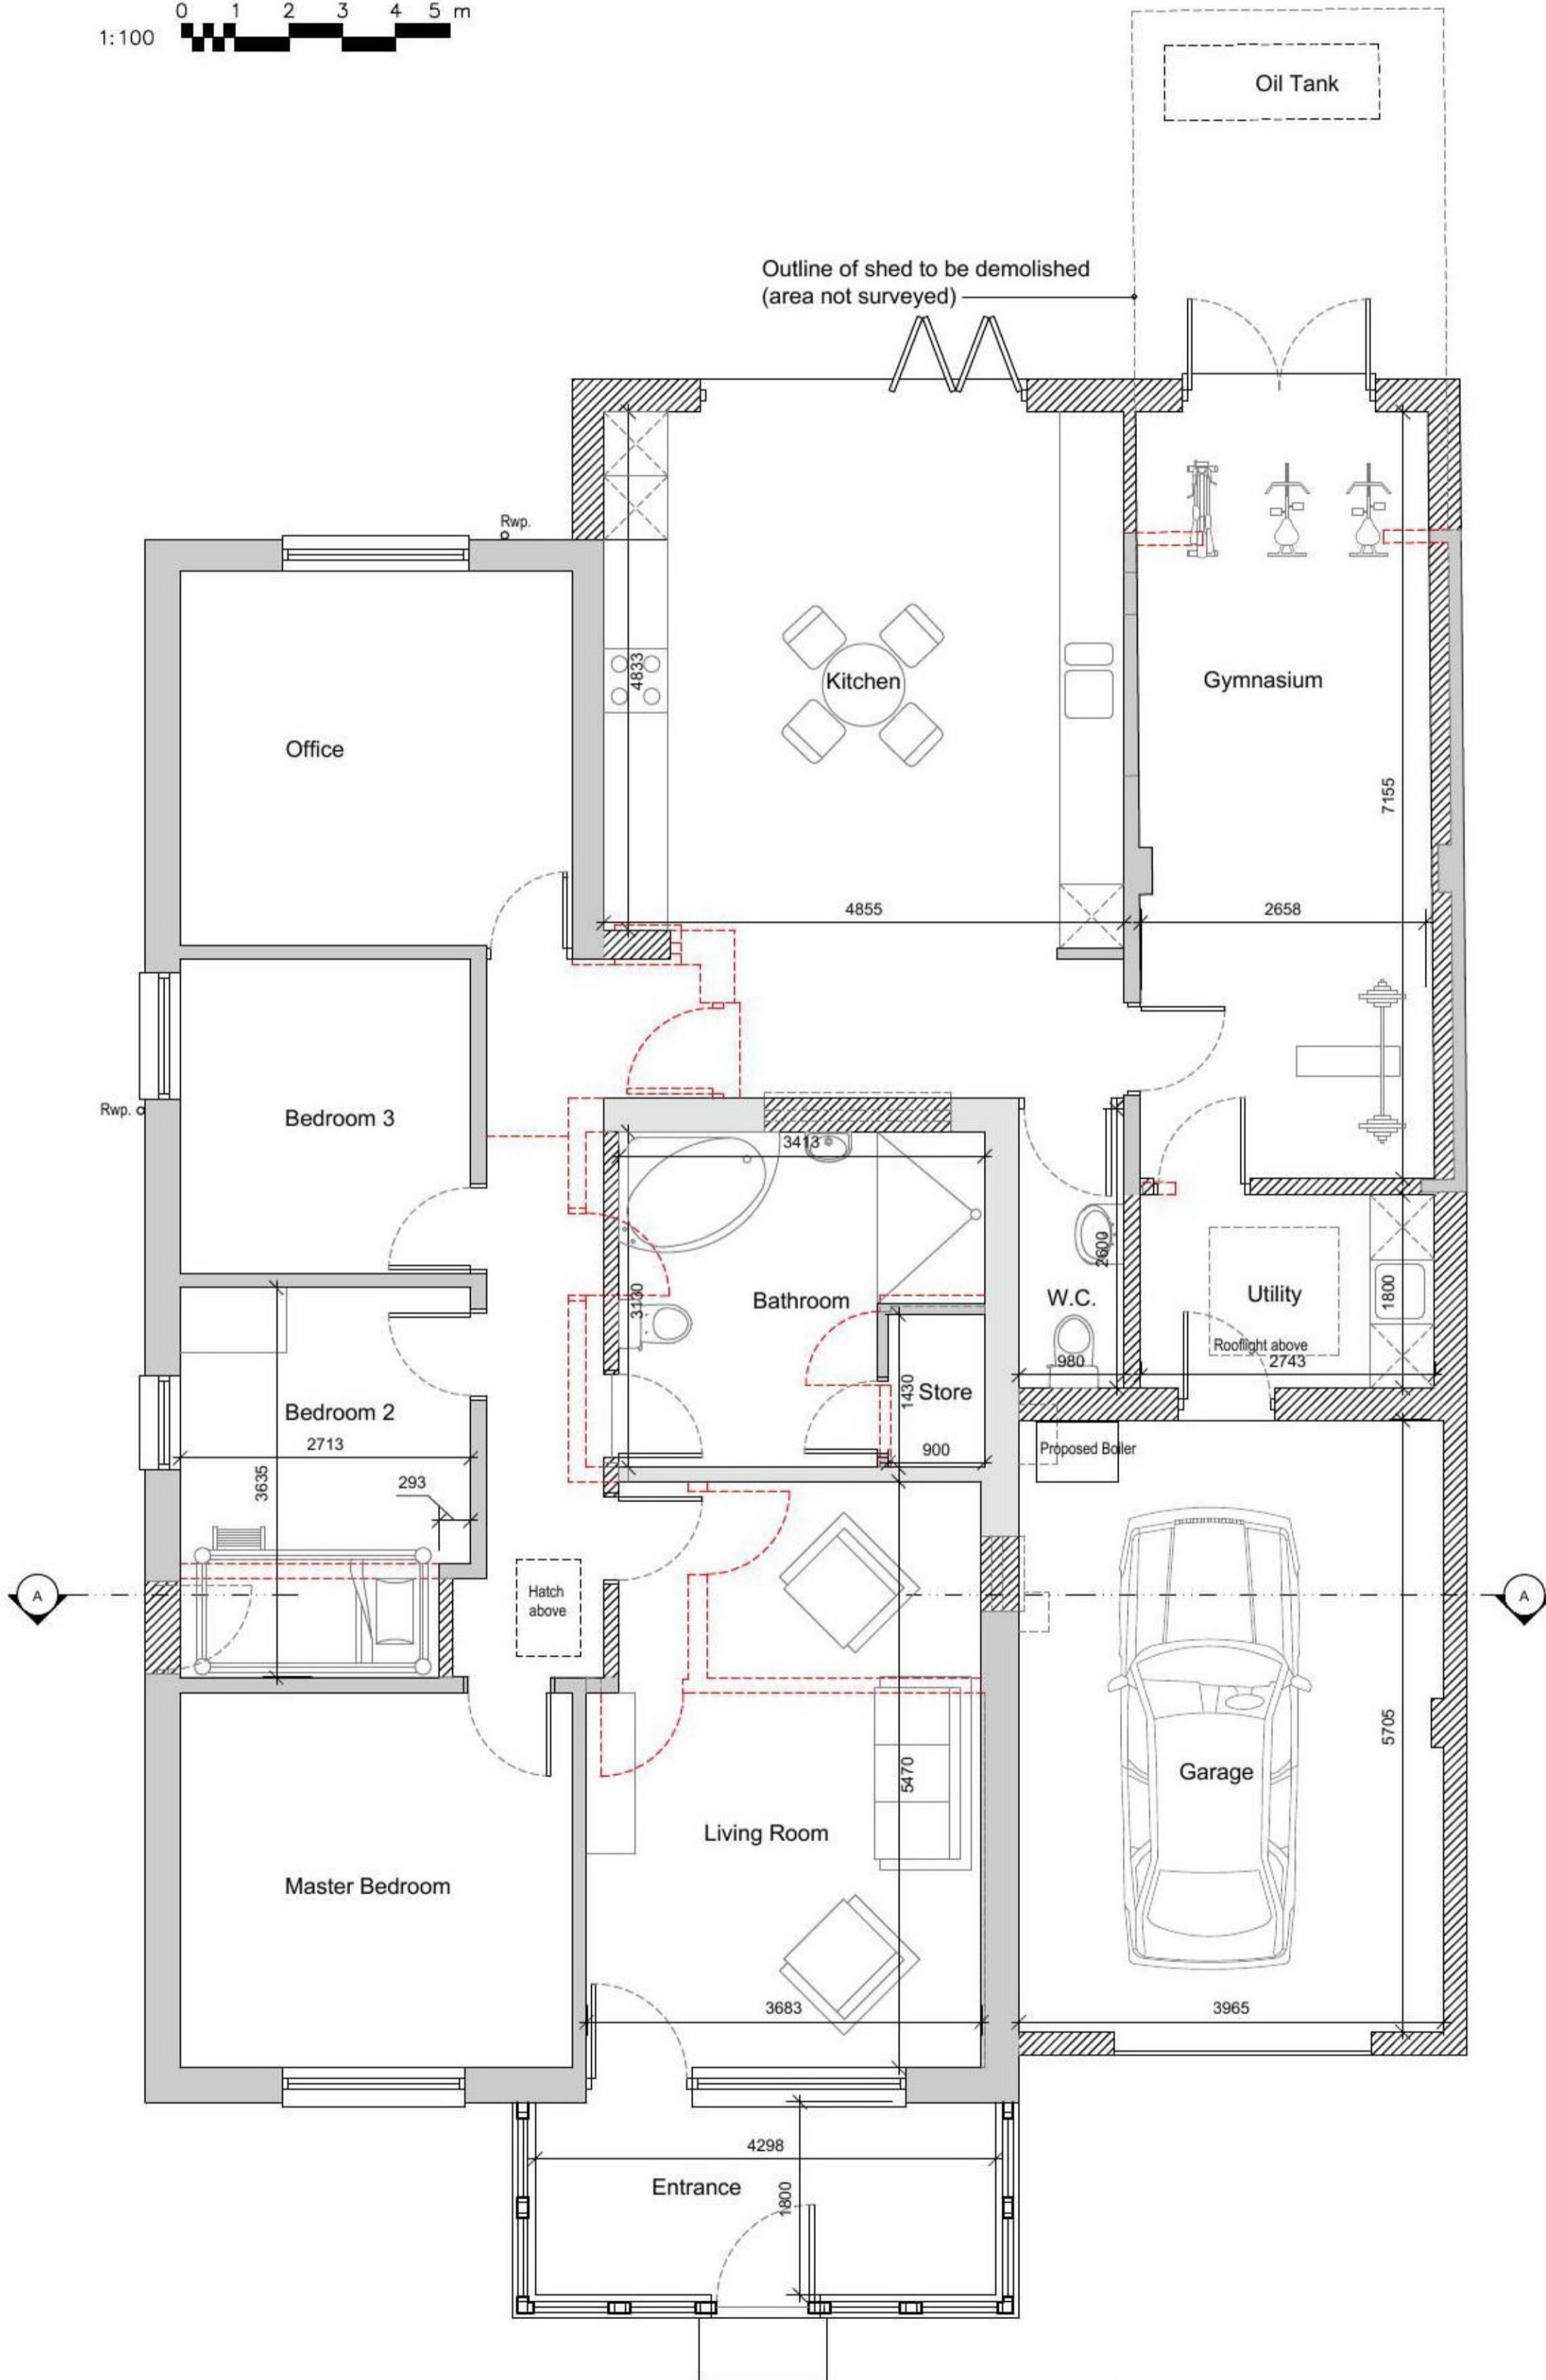 0 1 2 3 4 5 m
1:100
Oil Tank
Outline of shed to be demolished
(area not surveyed)
Rwp.
4833
Kitchen
Gymnasium
Office
7155
4855
2658
Rwp.
Bedroom 3
3413
2600
Bathroom
3130
W.C.
Utility
1800
Rooflight above
980
2743
1430
Store
Bedroom 2
2713
900
Proposed Boiler
3635
293
A
Hatch
above
A
5705
5470
Garage
Living Room
Master Bedroom
3683
3965
4298
Entrance
1800